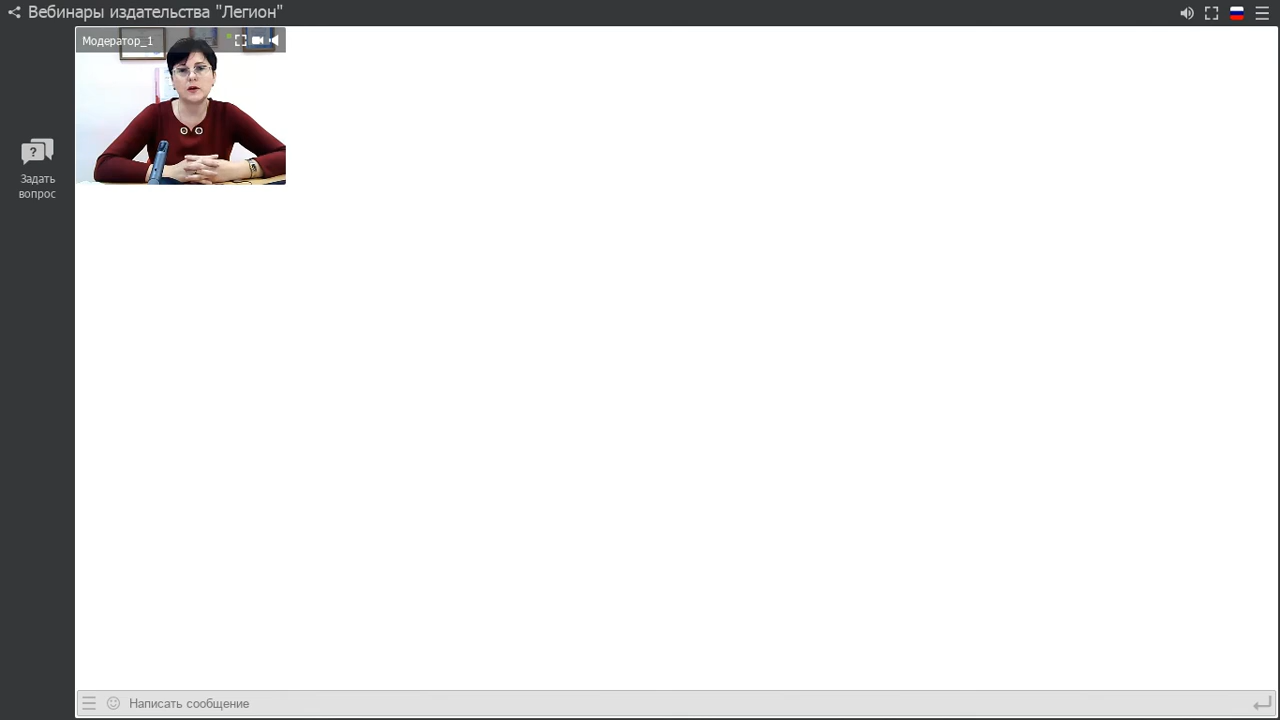 Вебинары издательства "Легион"
Модератор_1
Задать
вопрос
Написать сообщение